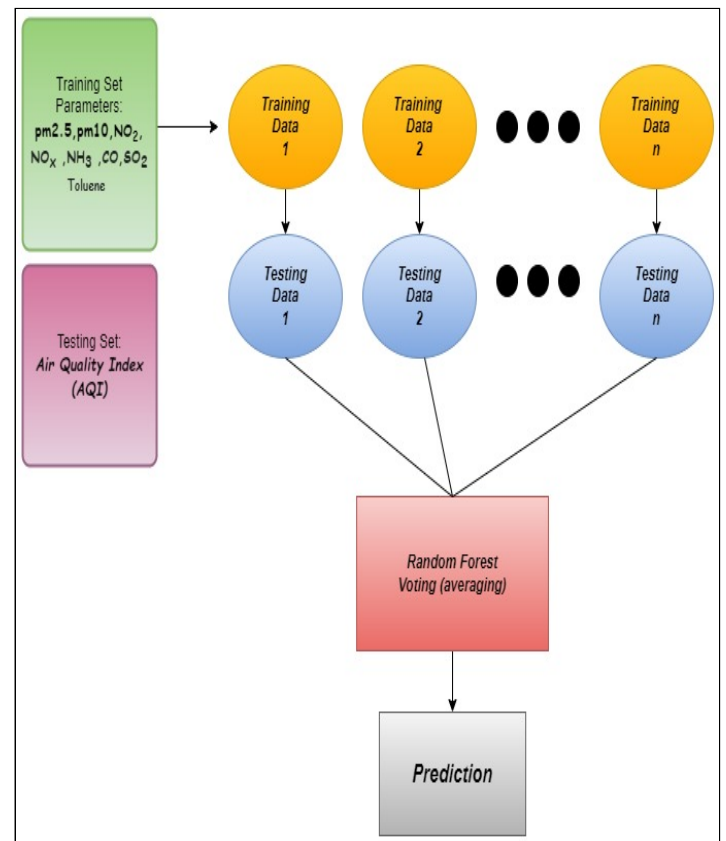 Training Set
Parameters:
pm2.5,pm10,NO₂,
NOₓ ,NH₃ ,CO,SO₂
Toluene
Training
Data
1
Training
Data
2
Training
Data
n
Testing Set:
Air Quality Index
(AQI)
Testing
Data
1
Testing
Data
2
Testing
Data
n
Random Forest
Voting (averaging)
Prediction